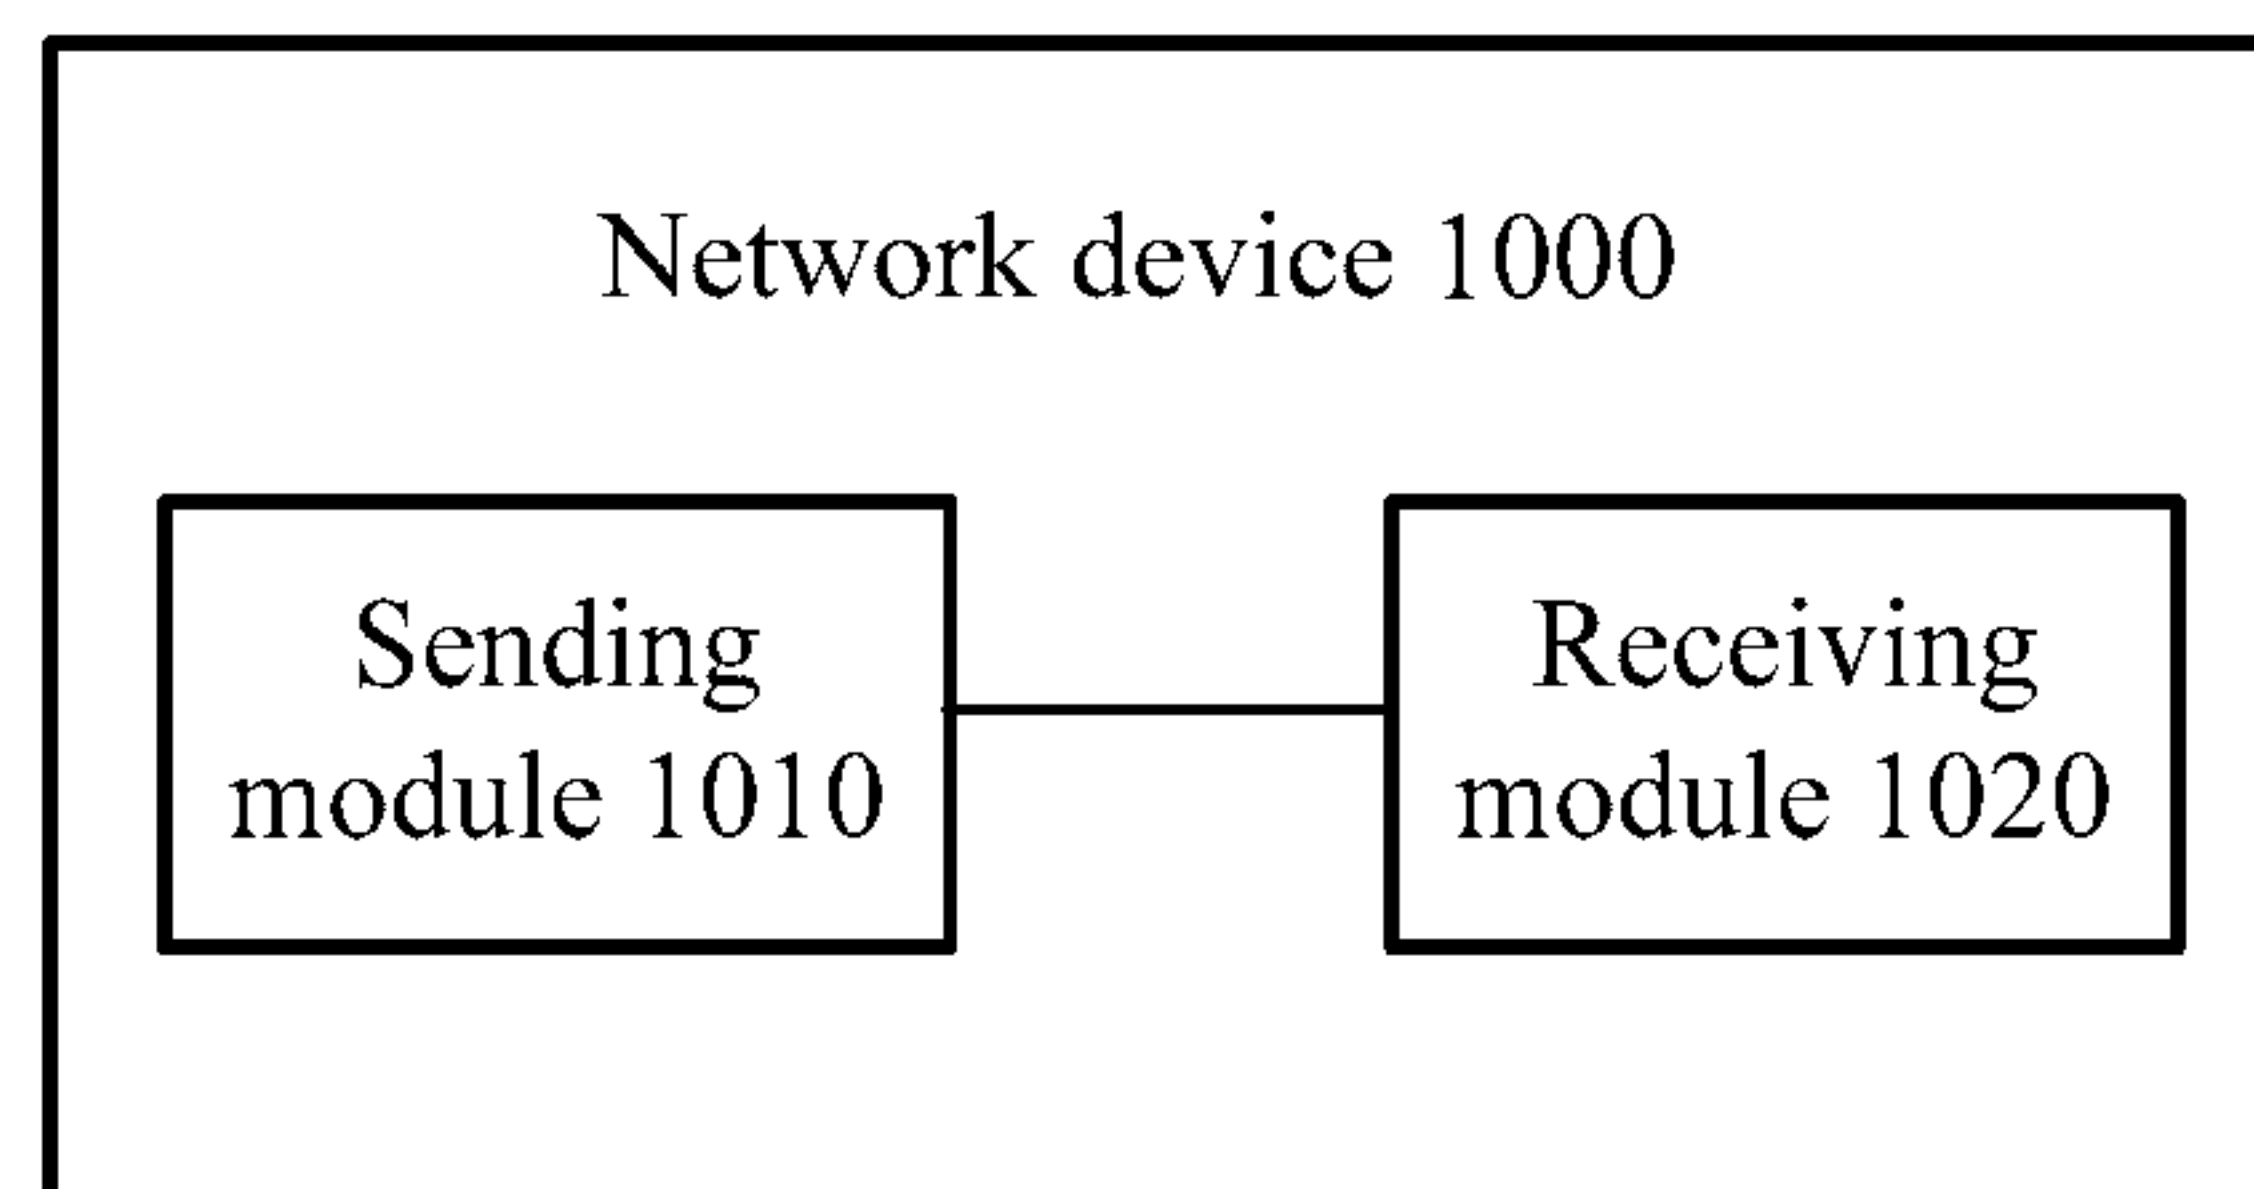 Network device 1000
Sending
module 1010
Receiving
module 1020